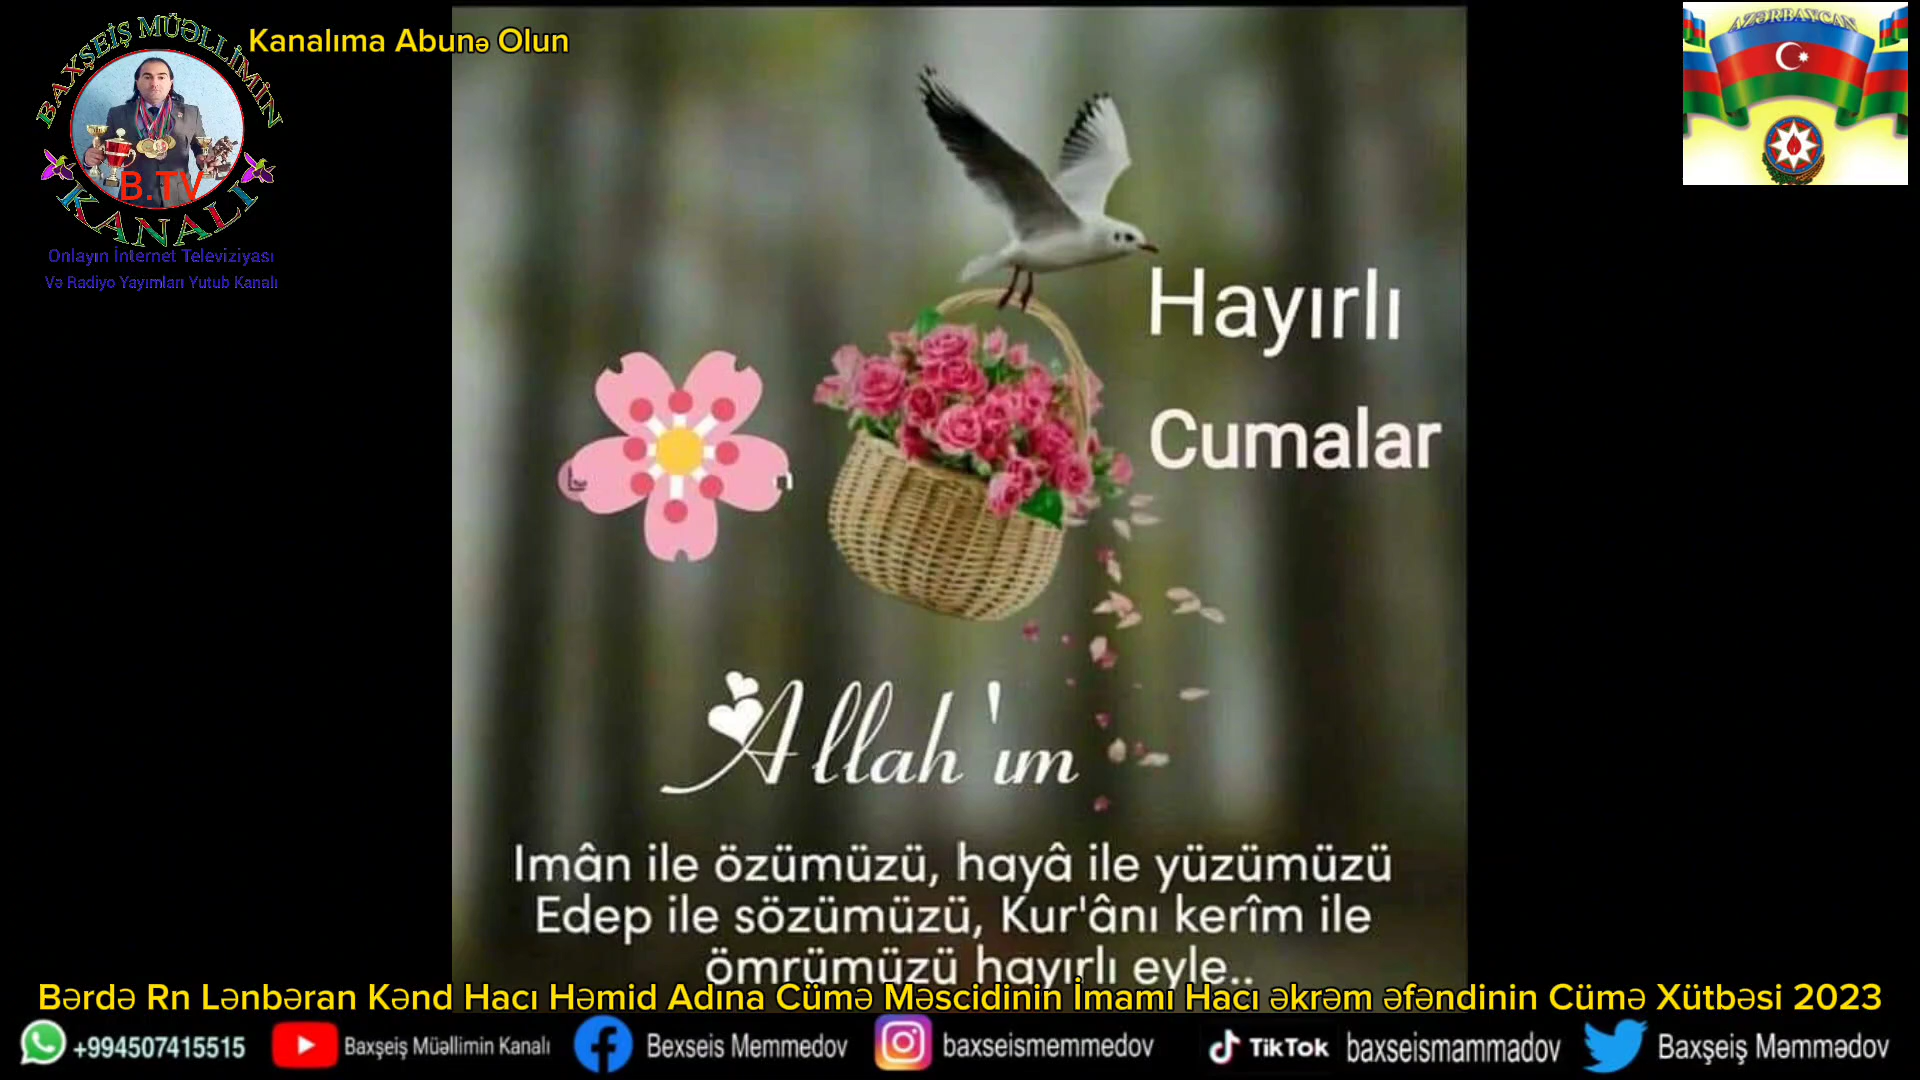 BAXŞEİŞ MÜƏLLİMİN
B.TV
KANALI
Onlayın İnternet Televiziyası
Və Radiyo Yayımları Yutub Kanalı
Kanalıma Abunə Olun
AZƏRBAYCAN
Hayırlı
Cumalar
Allah'ım
Imân ile özümüzü, hayâ ile yüzümüzü
Edep ile sözümüzü, Kur'ânı kerîm ile
ömrümüzü hayırlı eyle..
Bərdə Rn Lənbəran Kənd Hacı Həmid Adına Cümə Məscidinin İmamı Hacı əkrəm əfəndinin Cümə Xütbəsi 2023
+994507415515 Baxşeiş Müəllimin Kanalı Bexseis Memmedov baxseismemmedov TikTok baxseismammadov Baxşeiş Məmmədov